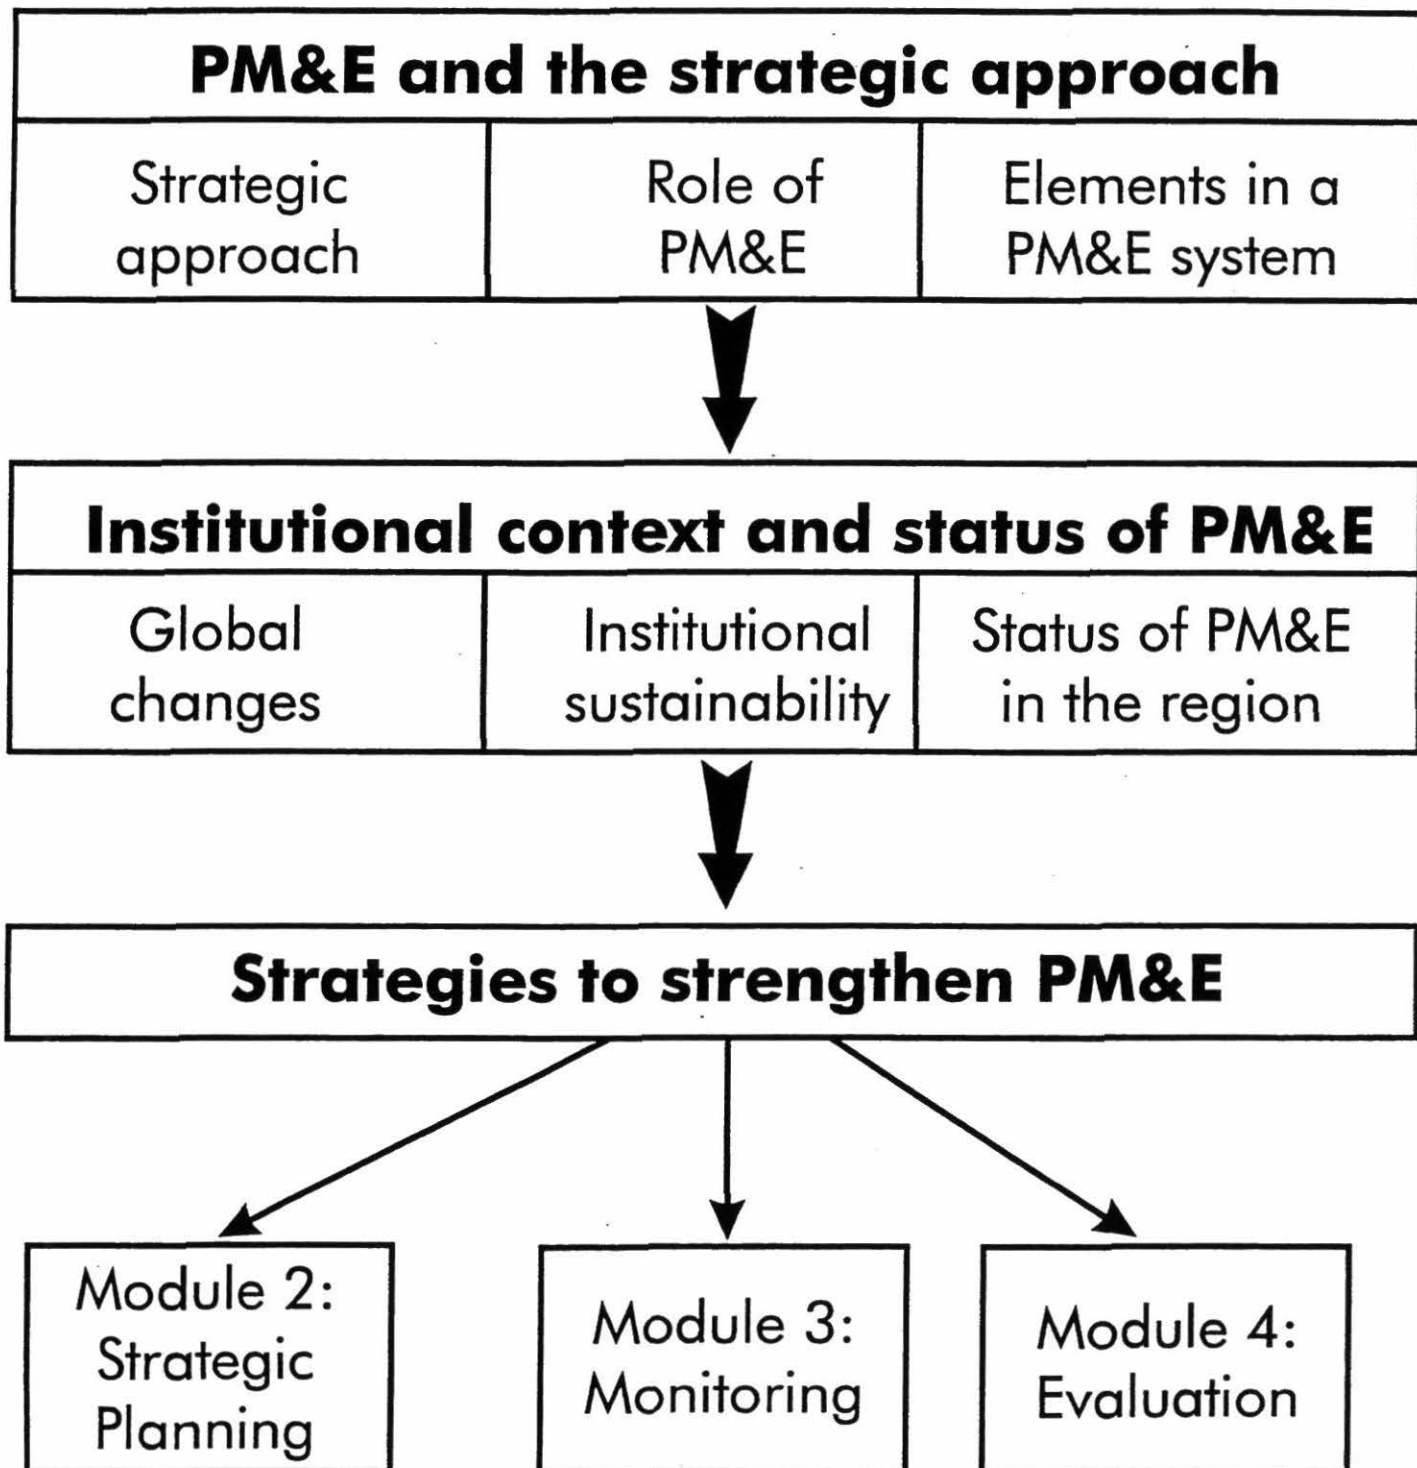 PM&E and the strategic approach
Strategic
approach
Role of
PM&E
Elements in a
PM&E system
Institutional context and status of PM&E
Global
changes
Institutional
sustainability
Status of PM&E
in the region
Strategies to strengthen PM&E
Module 2:
Strategic
Planning
Module 3:
Monitoring
Module 4:
Evaluation